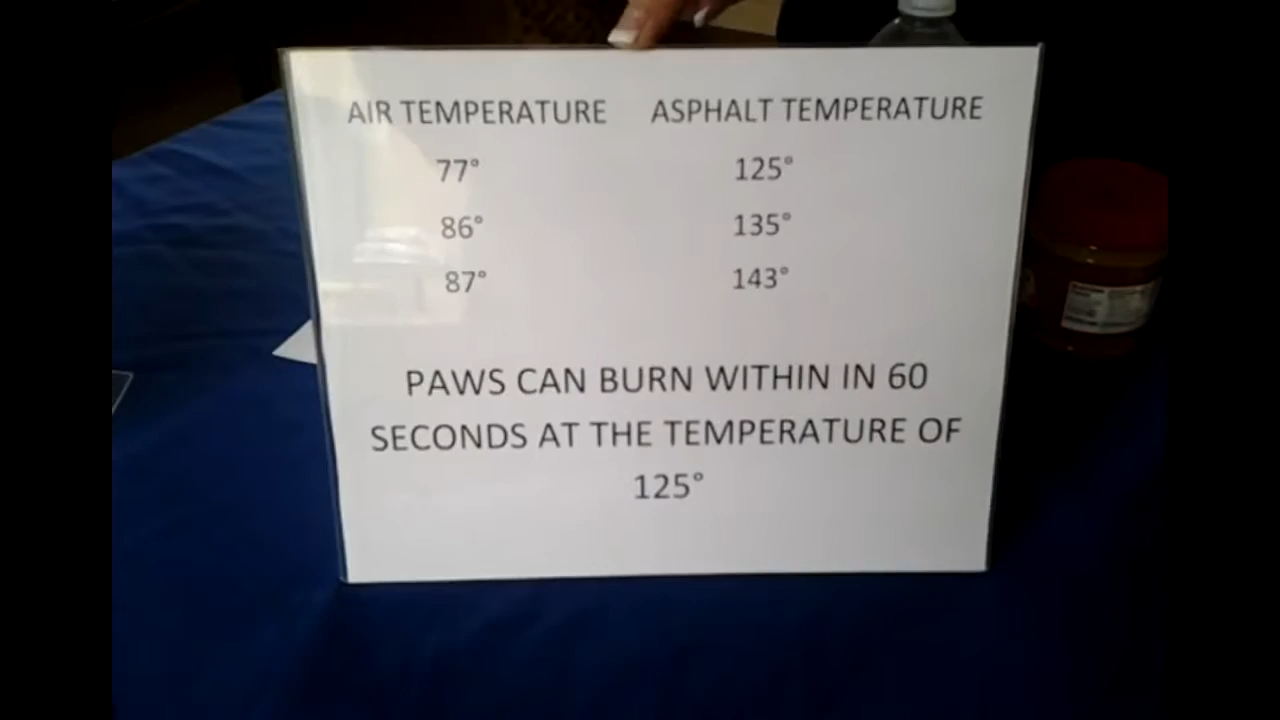 AIR TEMPERATURE ASPHALT TEMPERATURE
77° 125°
86° 135°
87° 143°
PAWS CAN BURN WITHIN IN 60
SECONDS AT THE TEMPERATURE OF
125°